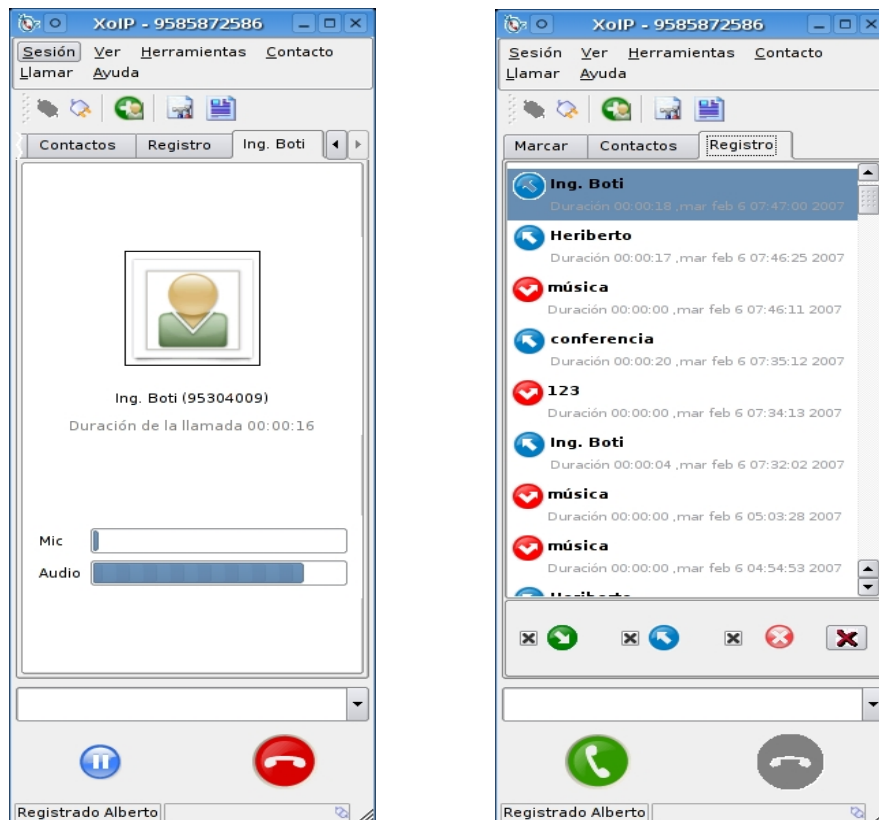 XoIP - 9585872586
Sesión Ver Herramientas Contacto
Llamar Ayuda
Contactos Registro Ing. Boti
Ing. Boti (95304009)
Duración de la llamada 00:00:16
Mic
Audio
Registrado Alberto
XoIP - 9585872586
Sesión Ver Herramientas Contacto
Llamar Ayuda
Marcar Contactos Registro
Ing. Boti
Duración 00:00:18 ,mar feb 6 07:47:00 2007
Heriberto
Duración 00:00:17 ,mar feb 6 07:46:25 2007
música
Duración 00:00:00 ,mar feb 6 07:46:11 2007
conferencia
Duración 00:00:20 ,mar feb 6 07:35:12 2007
123
Duración 00:00:00 ,mar feb 6 07:34:13 2007
Ing. Boti
Duración 00:00:04 ,mar feb 6 07:32:02 2007
música
Duración 00:00:00 ,mar feb 6 05:03:28 2007
música
Duración 00:00:00 ,mar feb 6 04:54:53 2007
Heriberto
Registrado Alberto